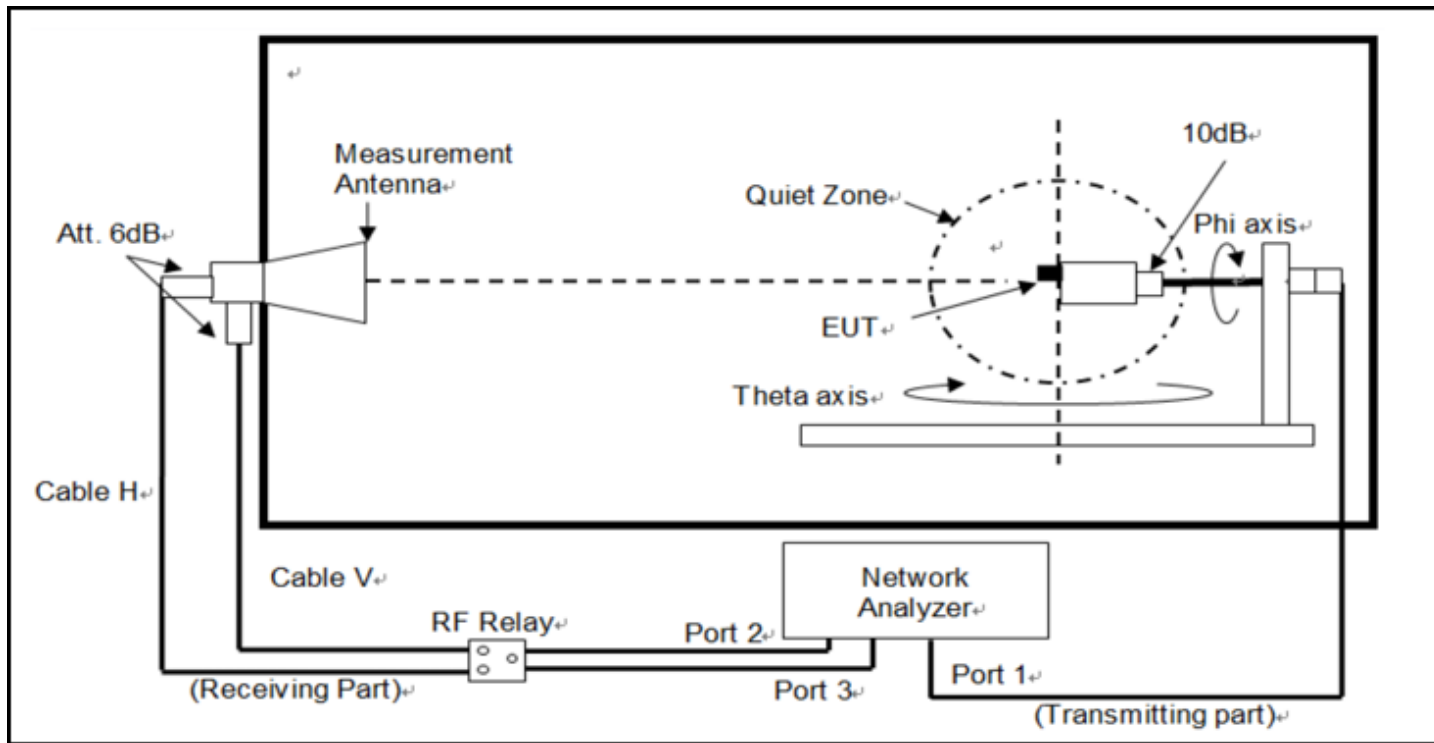 Measurement
Antenna↵
Att. 6dB↵
10dB↵
Quiet Zone↵
Phi axis↵
EUT↵
Theta axis↵
Cable H↵
Cable V↵
RF Relay↵
(Receiving Part)↵
Network
Analyzer↵
Port 2↵
Port 3↵
Port 1↵
(Transmitting part)↵